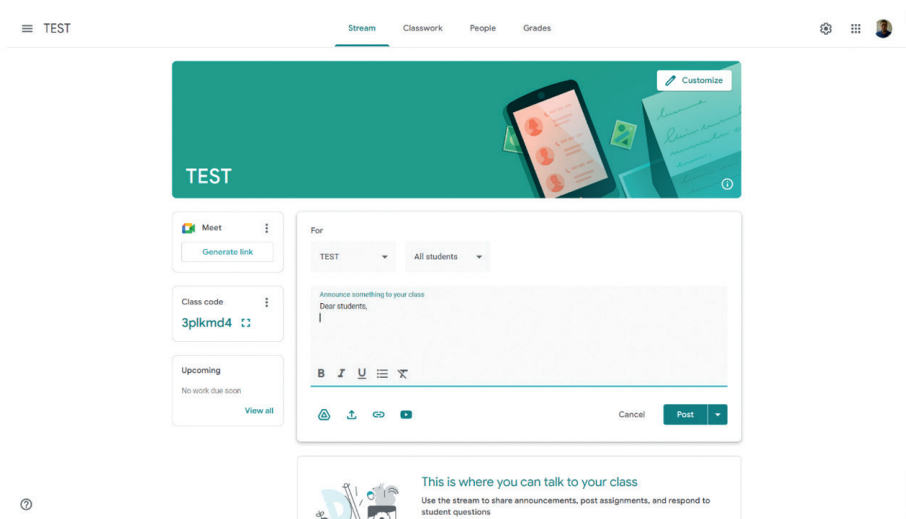 TEST
Stream
Classwork
People
Grades
Customize
TEST
Meet
Generate link
Class code
3plkmd4
Upcoming
No work due soon
View all
For
TEST
All students
Announce something to your class
Dear students,
B I U
Cancel
Post
This is where you can talk to your class
Use the stream to share announcements, post assignments, and respond to
student questions